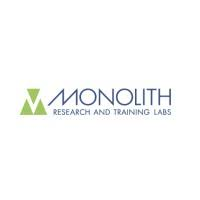 MONOLITH
RESEARCH AND TRAINING LABS